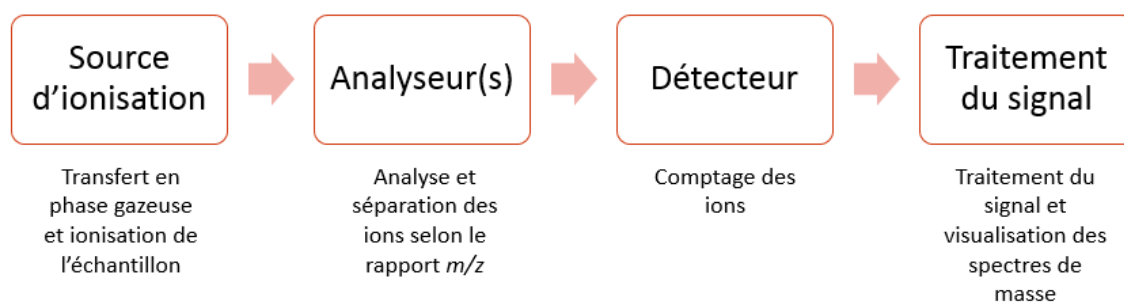 Source
d'ionisation
Analyseur(s)
Détecteur
Traitement
du signal
Transfert en
phase gazeuse
et ionisation de
l'échantillon
Analyse et
séparation des
ions selon le
rapport m/z
Comptage des
ions
Traitement du
signal et
visualisation des
spectres de
masse